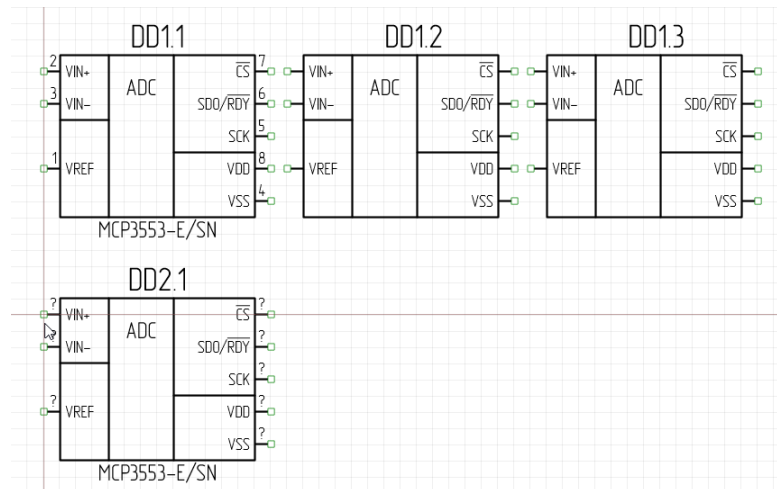 DD1.1 DD1.2 DD1.3
2 VIN+ ADC CS 7 VIN+ ADC CS VIN+ ADC CS
3 VIN– SDO/RDY 6 VIN– SDO/RDY VIN– SDO/RDY
SCK 5 SCK SCK
1 VREF VDD 8 VREF VDD VREF VDD
VSS 4 VSS VSS
MCP3553–E/SN
DD2.1
? VIN+ ADC CS ?
? VIN– SDO/RDY ?
SCK ?
? VREF VDD ?
VSS ?
MCP3553–E/SN